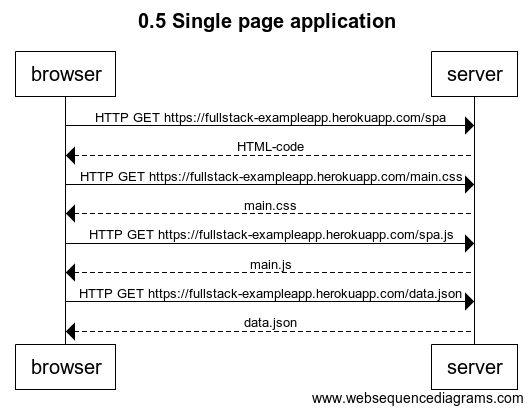 0.5 Single page application
browser server
HTTP GET https://fullstack-exampleapp.herokuapp.com/spa
HTML-code
HTTP GET https://fullstack-exampleapp.herokuapp.com/main.css
main.css
HTTP GET https://fullstack-exampleapp.herokuapp.com/spa.js
main.js
HTTP GET https://fullstack-exampleapp.herokuapp.com/data.json
data.json
browser server
www.websequencediagrams.com